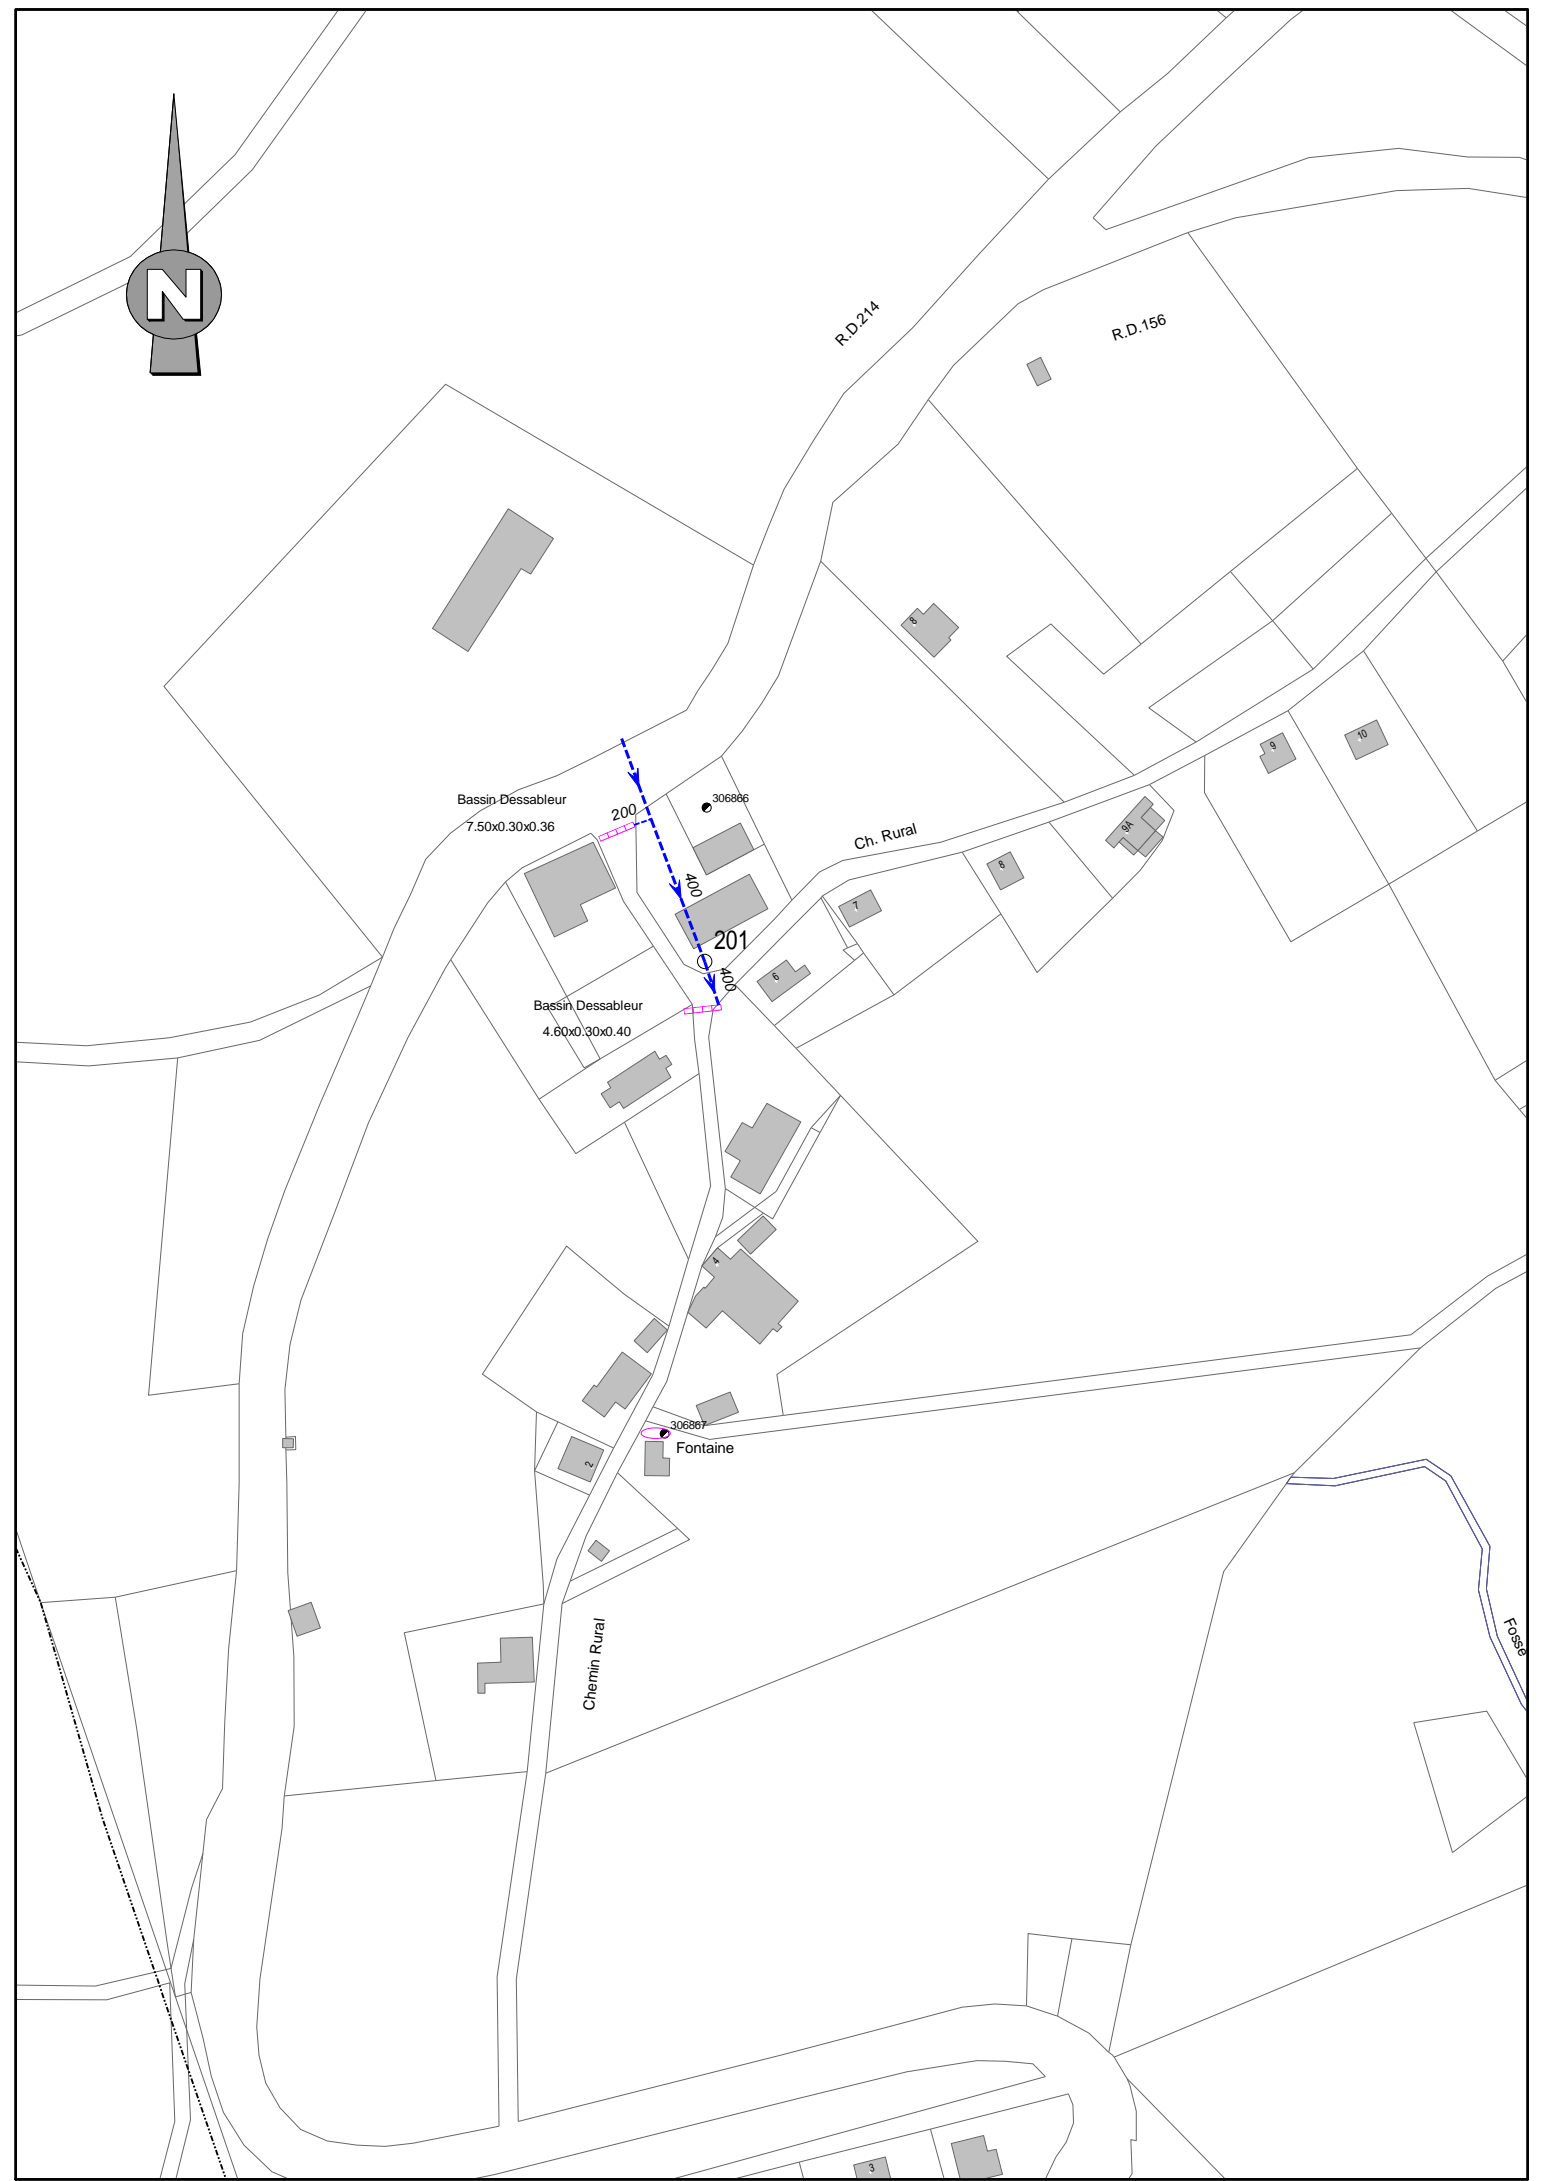 N
R.D.214
R.D.156
8
9
10
Bassin Dessableur
7.50x0.30x0.36
200
306866
Ch. Rural
9A
8
400
7
201
6
400
Bassin Dessableur
4.60x0.30x0.40
4
306867
Fontaine
2
Chemin Rural
Fosse
3